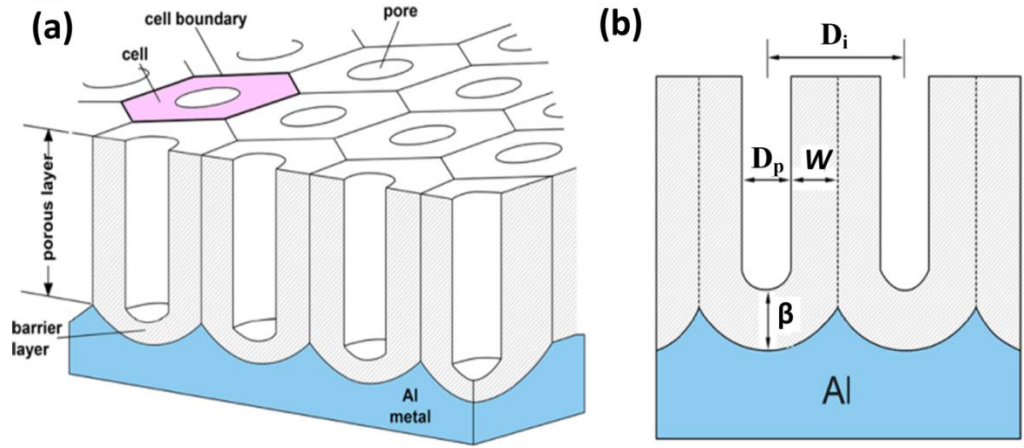 (a)
cell boundary
pore
cell
porous layer
barrier
layer
Al
metal
(b)
Di
Dp
W
β
Al